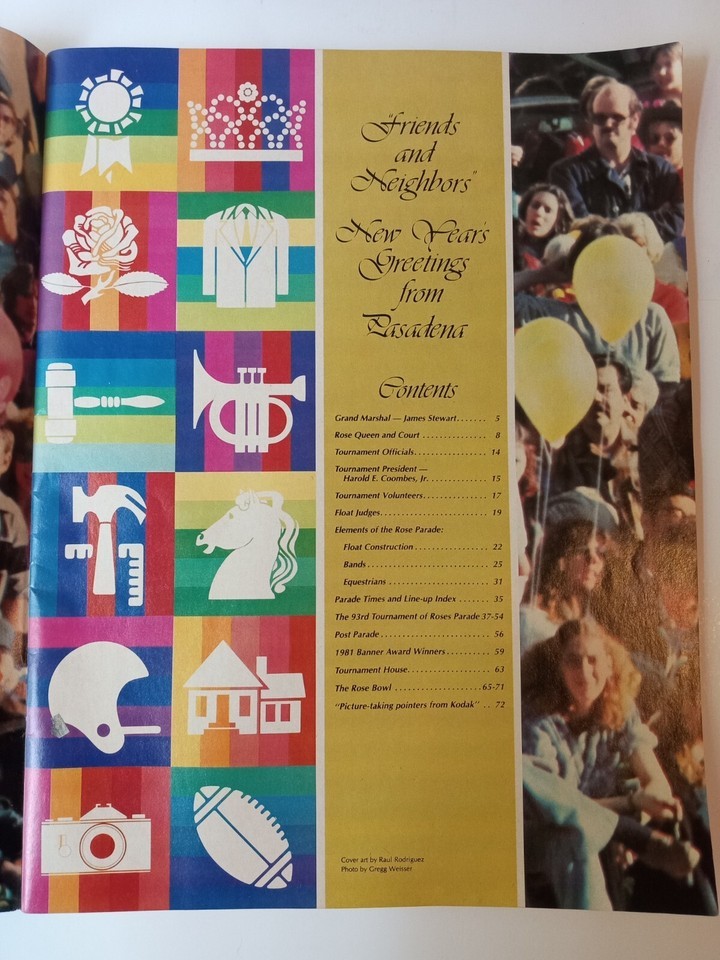 "Friends
and
Neighbors"
New Year's
Greetings
from
Pasadena
Contents
Grand Marshal — James Stewart....... 5
Rose Queen and Court ............... 8
Tournament Officials................. 14
Tournament President —
Harold E. Coombes, Jr. .............. 15
Tournament Volunteers............... 17
Float Judges......................... 19
Elements of the Rose Parade:
Float Construction ................. 22
Bands ............................. 25
Equestrians ........................ 31
Parade Times and Line-up Index ....... 35
The 93rd Tournament of Roses Parade 37-54
Post Parade......................... 56
1981 Banner Award Winners .......... 59
Tournament House.................... 63
The Rose Bowl .................... 65-71
"Picture-taking pointers from Kodak" .. 72
Cover art by Raul Rodriguez
Photo by Gregg Weisser